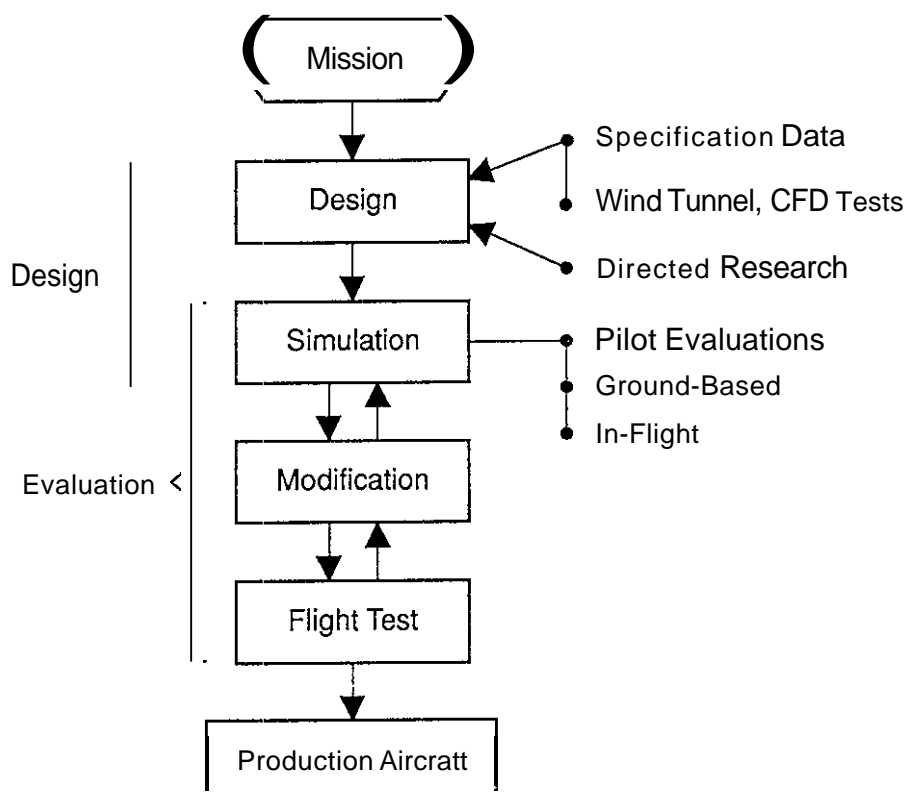 Mission
Specification Data
Design
Wind Tunnel, CFD Tests
Design
Directed Research
Simulation
Pilot Evaluations
Ground-Based
In-Flight
Evaluation
Modification
Flight Test
Production Aircratt